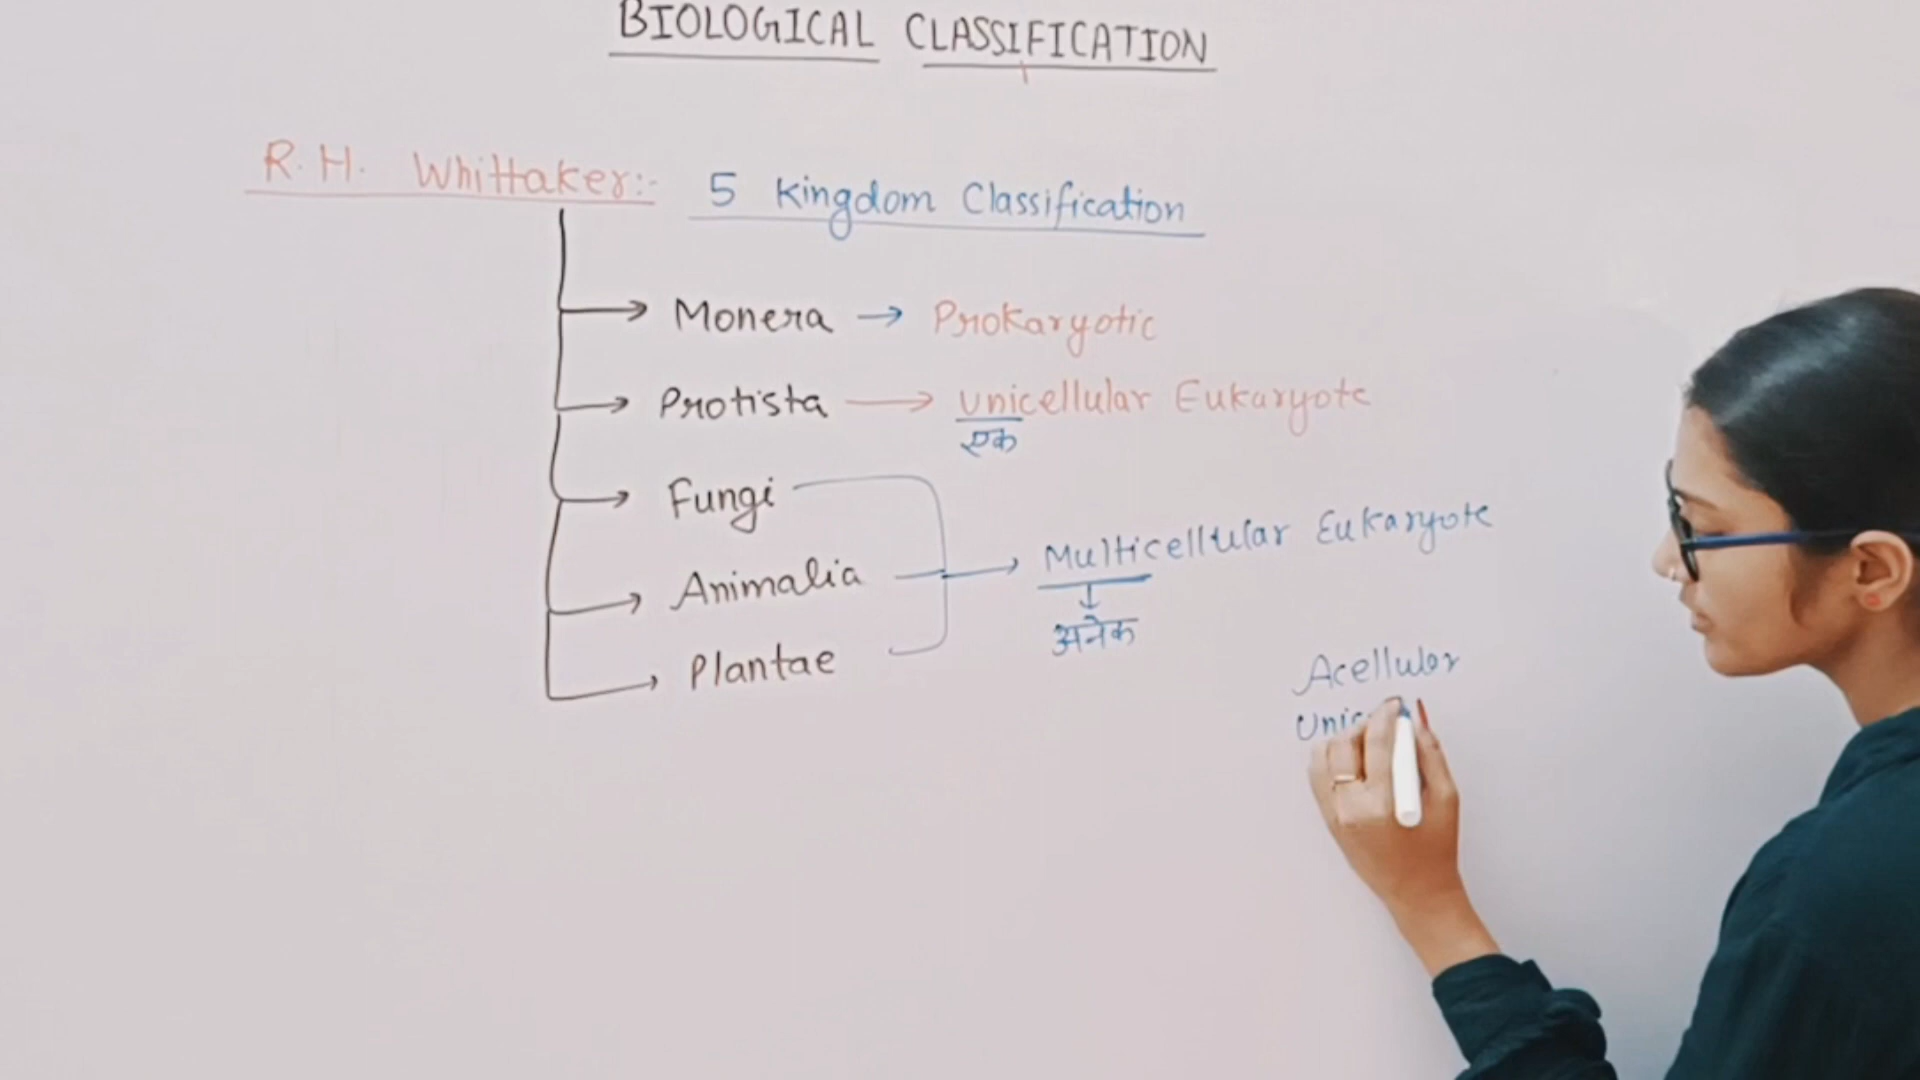 BIOLOGICAL CLASSIFICATION
R.H. Whittaker:- 5 Kingdom Classification
Monera → Prokaryotic
Protista → Unicellular Eukaryote
एक
Fungi
Animalia → Multicellular Eukaryote
अनेक
Plantae
Acellular